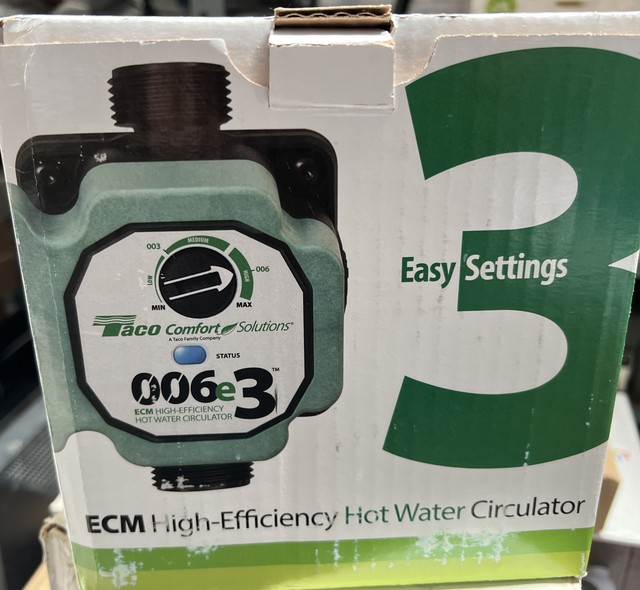 MEDIUM
003
LOW
HIGH
006
MIN
MAX
Taco Comfort Solutions®
A Taco Family Company
STATUS
006e3™
ECM HIGH-EFFICIENCY
HOT WATER CIRCULATOR
3
Easy Settings
ECM High-Efficiency Hot Water Circulator